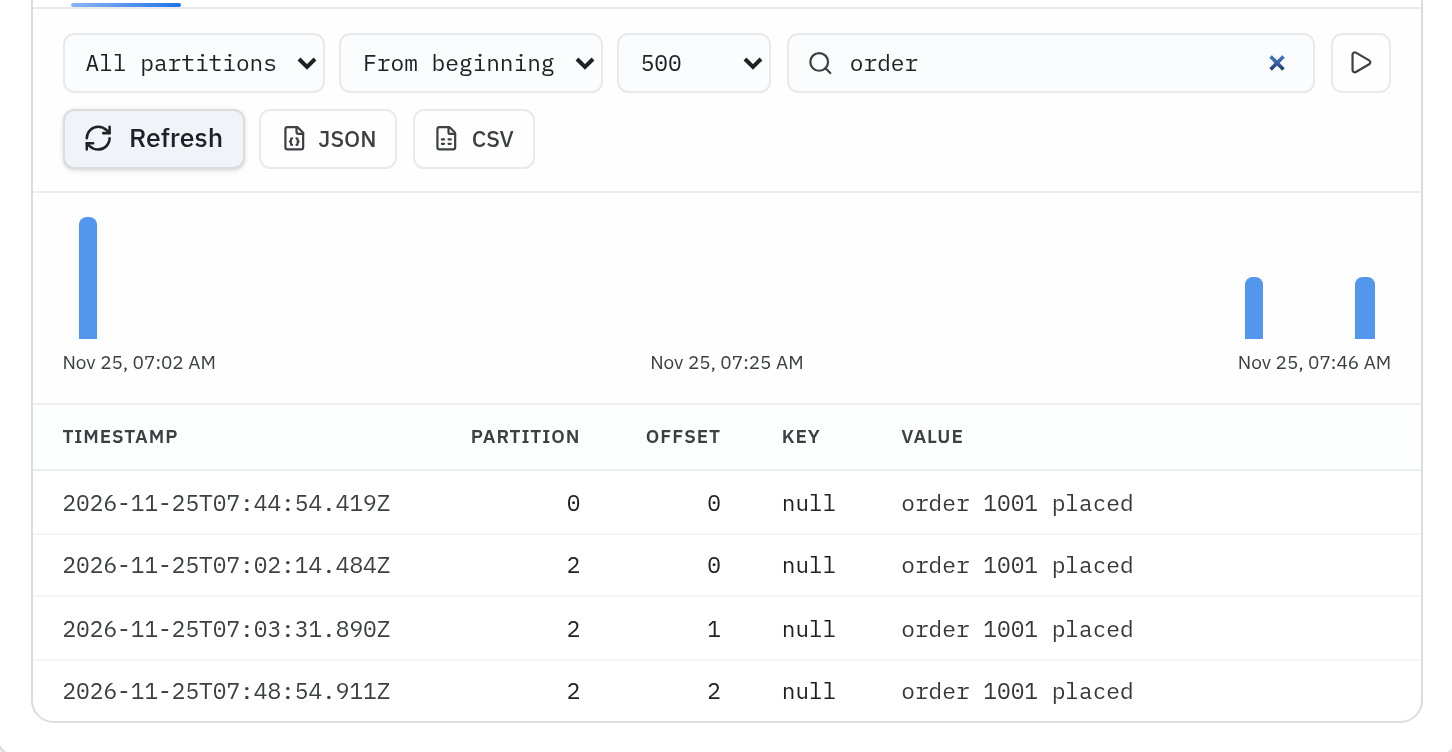 All partitions From beginning 500 order
Refresh JSON CSV
Nov 25, 07:02 AM Nov 25, 07:25 AM Nov 25, 07:46 AM
TIMESTAMP PARTITION OFFSET KEY VALUE
2026-11-25T07:44:54.419Z 0 0 null order 1001 placed
2026-11-25T07:02:14.484Z 2 0 null order 1001 placed
2026-11-25T07:03:31.890Z 2 1 null order 1001 placed
2026-11-25T07:48:54.911Z 2 2 null order 1001 placed